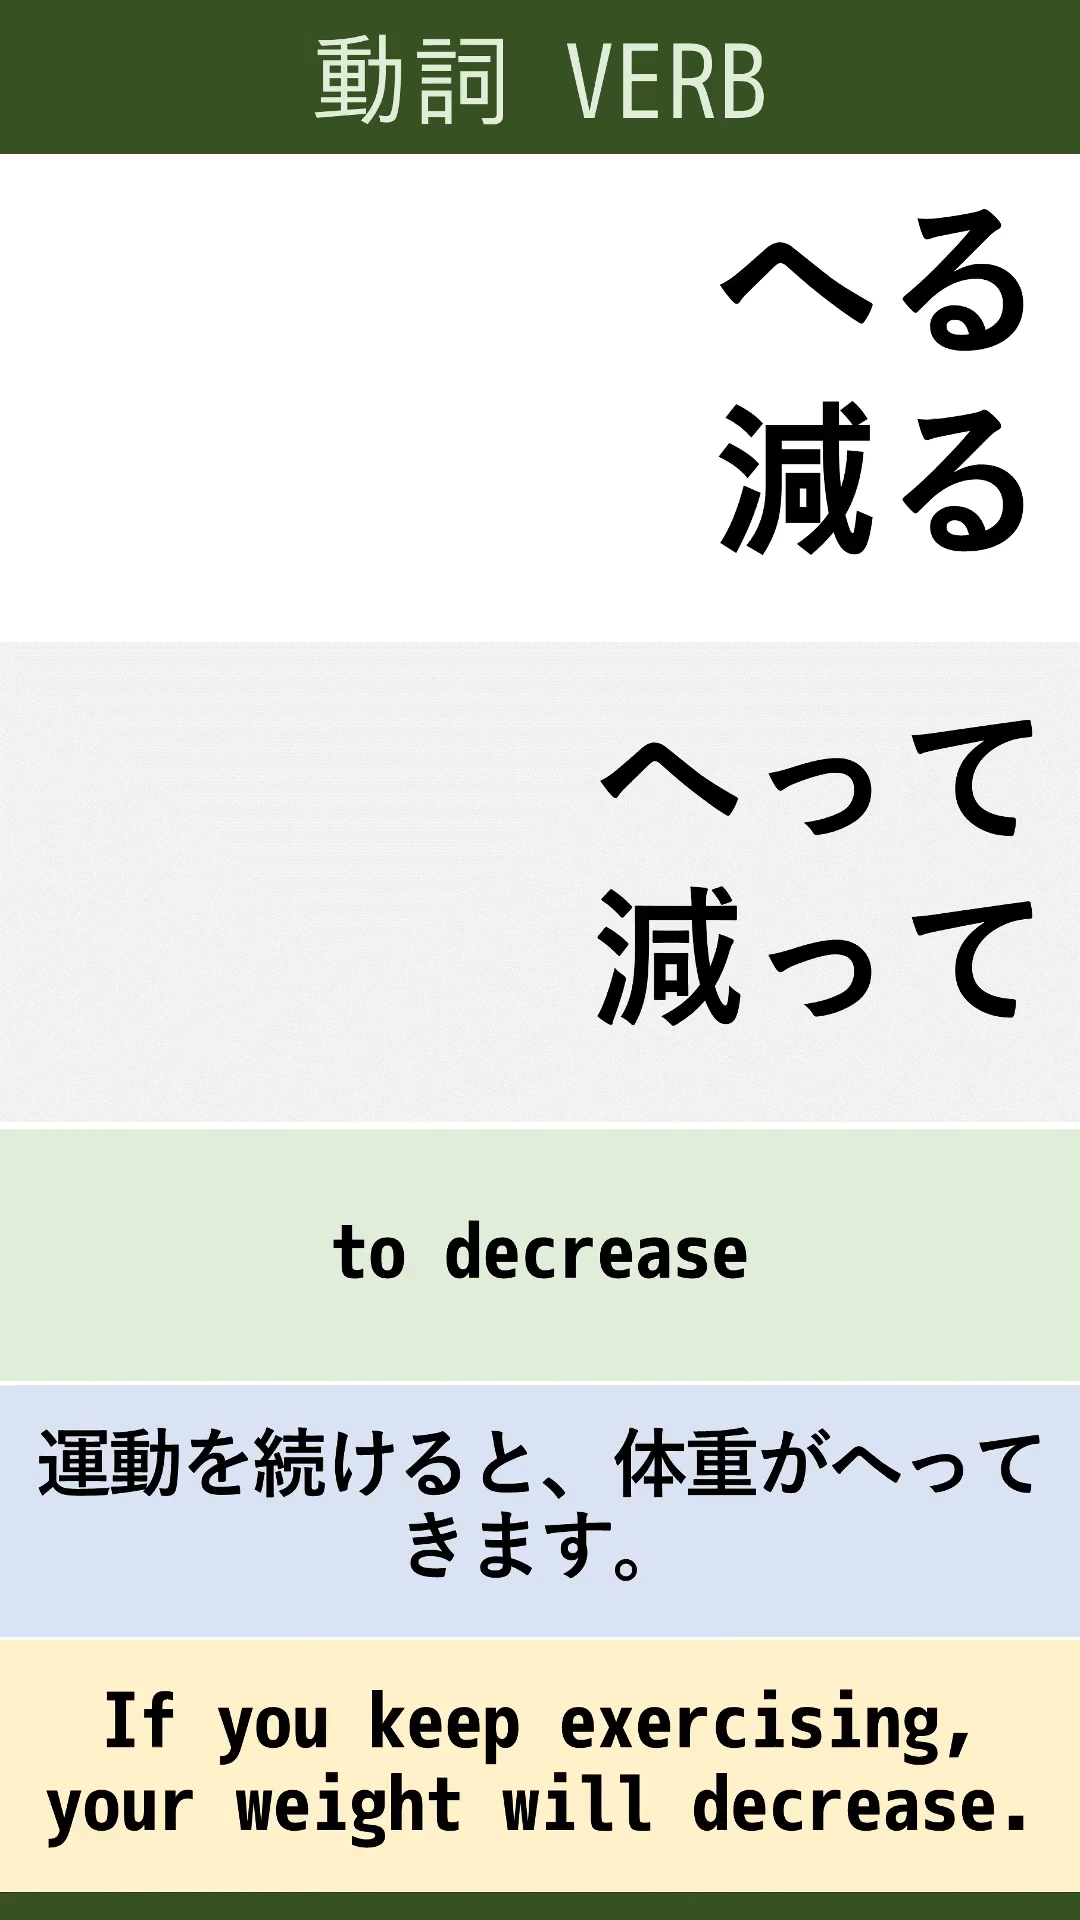 動詞 VERB
へる
減る
へって
減って
to decrease
運動を続けると、体重がへって
きます。
If you keep exercising,
your weight will decrease.